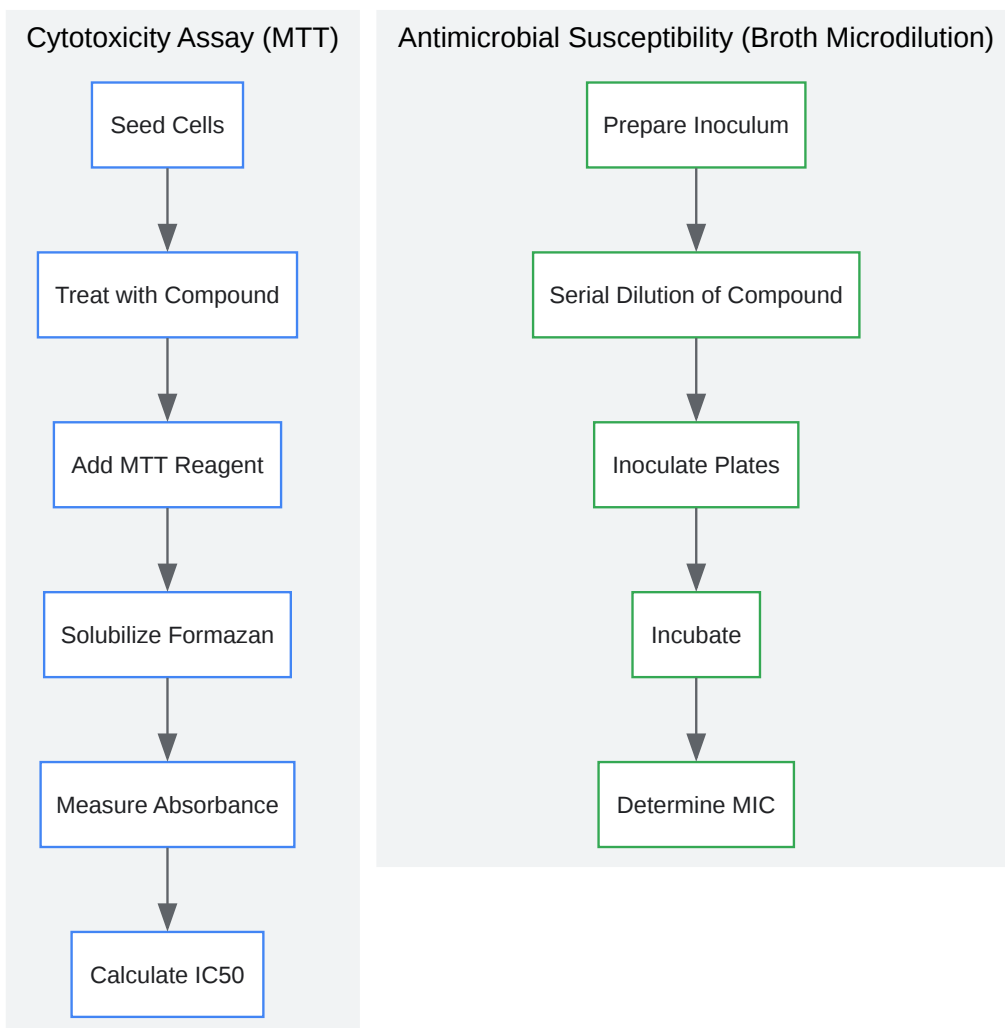 Cytotoxicity Assay (MTT)
Seed Cells
Treat with Compound
Add MTT Reagent
Solubilize Formazan
Measure Absorbance
Calculate IC50
Antimicrobial Susceptibility (Broth Microdilution)
Prepare Inoculum
Serial Dilution of Compound
Inoculate Plates
Incubate
Determine MIC